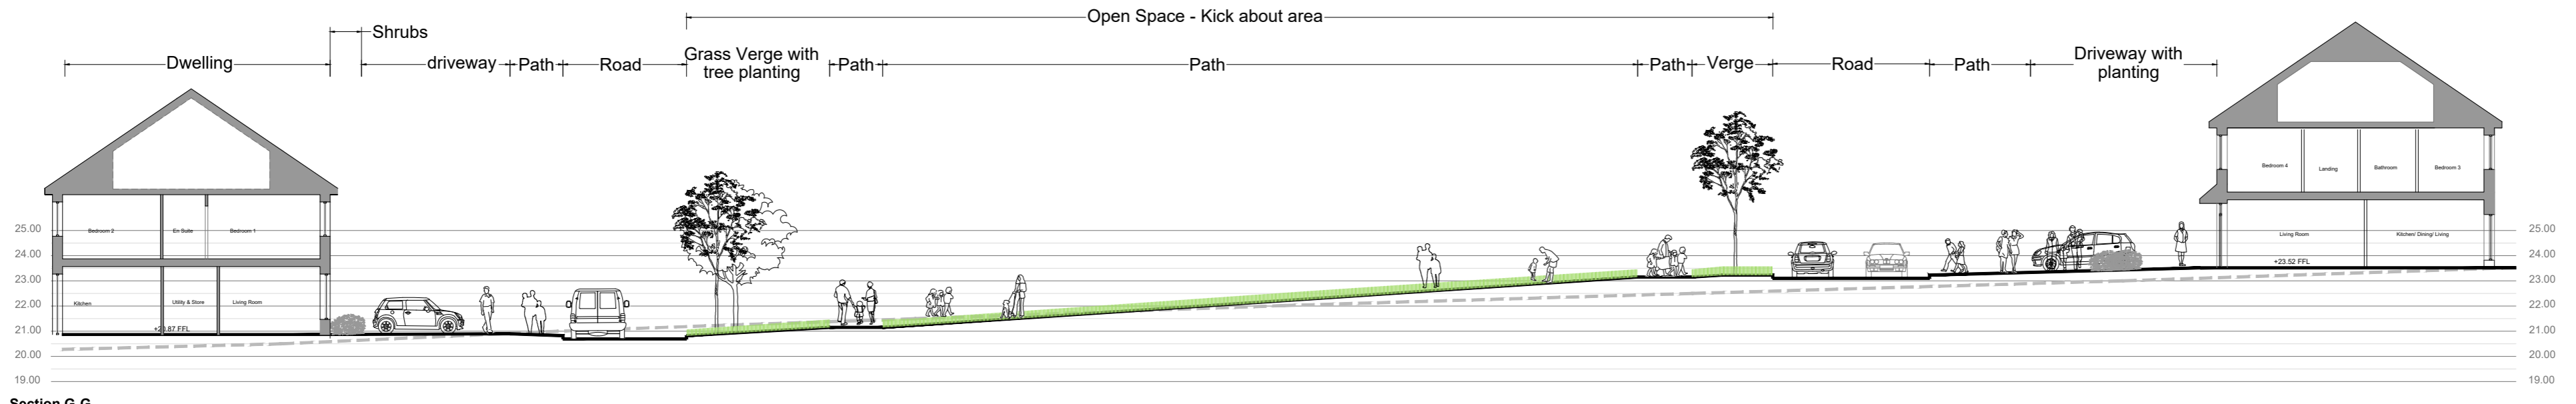 Open Space - Kick about area
Shrubs
Dwelling
driveway
Path
Road
Grass Verge with
tree planting
Path
Path
Path
Verge
Road
Path
Driveway with
planting
Bedroom 4
Landing
Bathroom
Bedroom 3
Bedroom 2
En Suite
Bedroom 1
Living Room
Kitchen/ Dining/ Living
+23.52 FFL
Kitchen
Utility & Store
Living Room
25.00
24.00
23.00
22.00
21.00
20.00
19.00
25.00
24.00
23.00
22.00
21.00
20.00
19.00
Section G-G